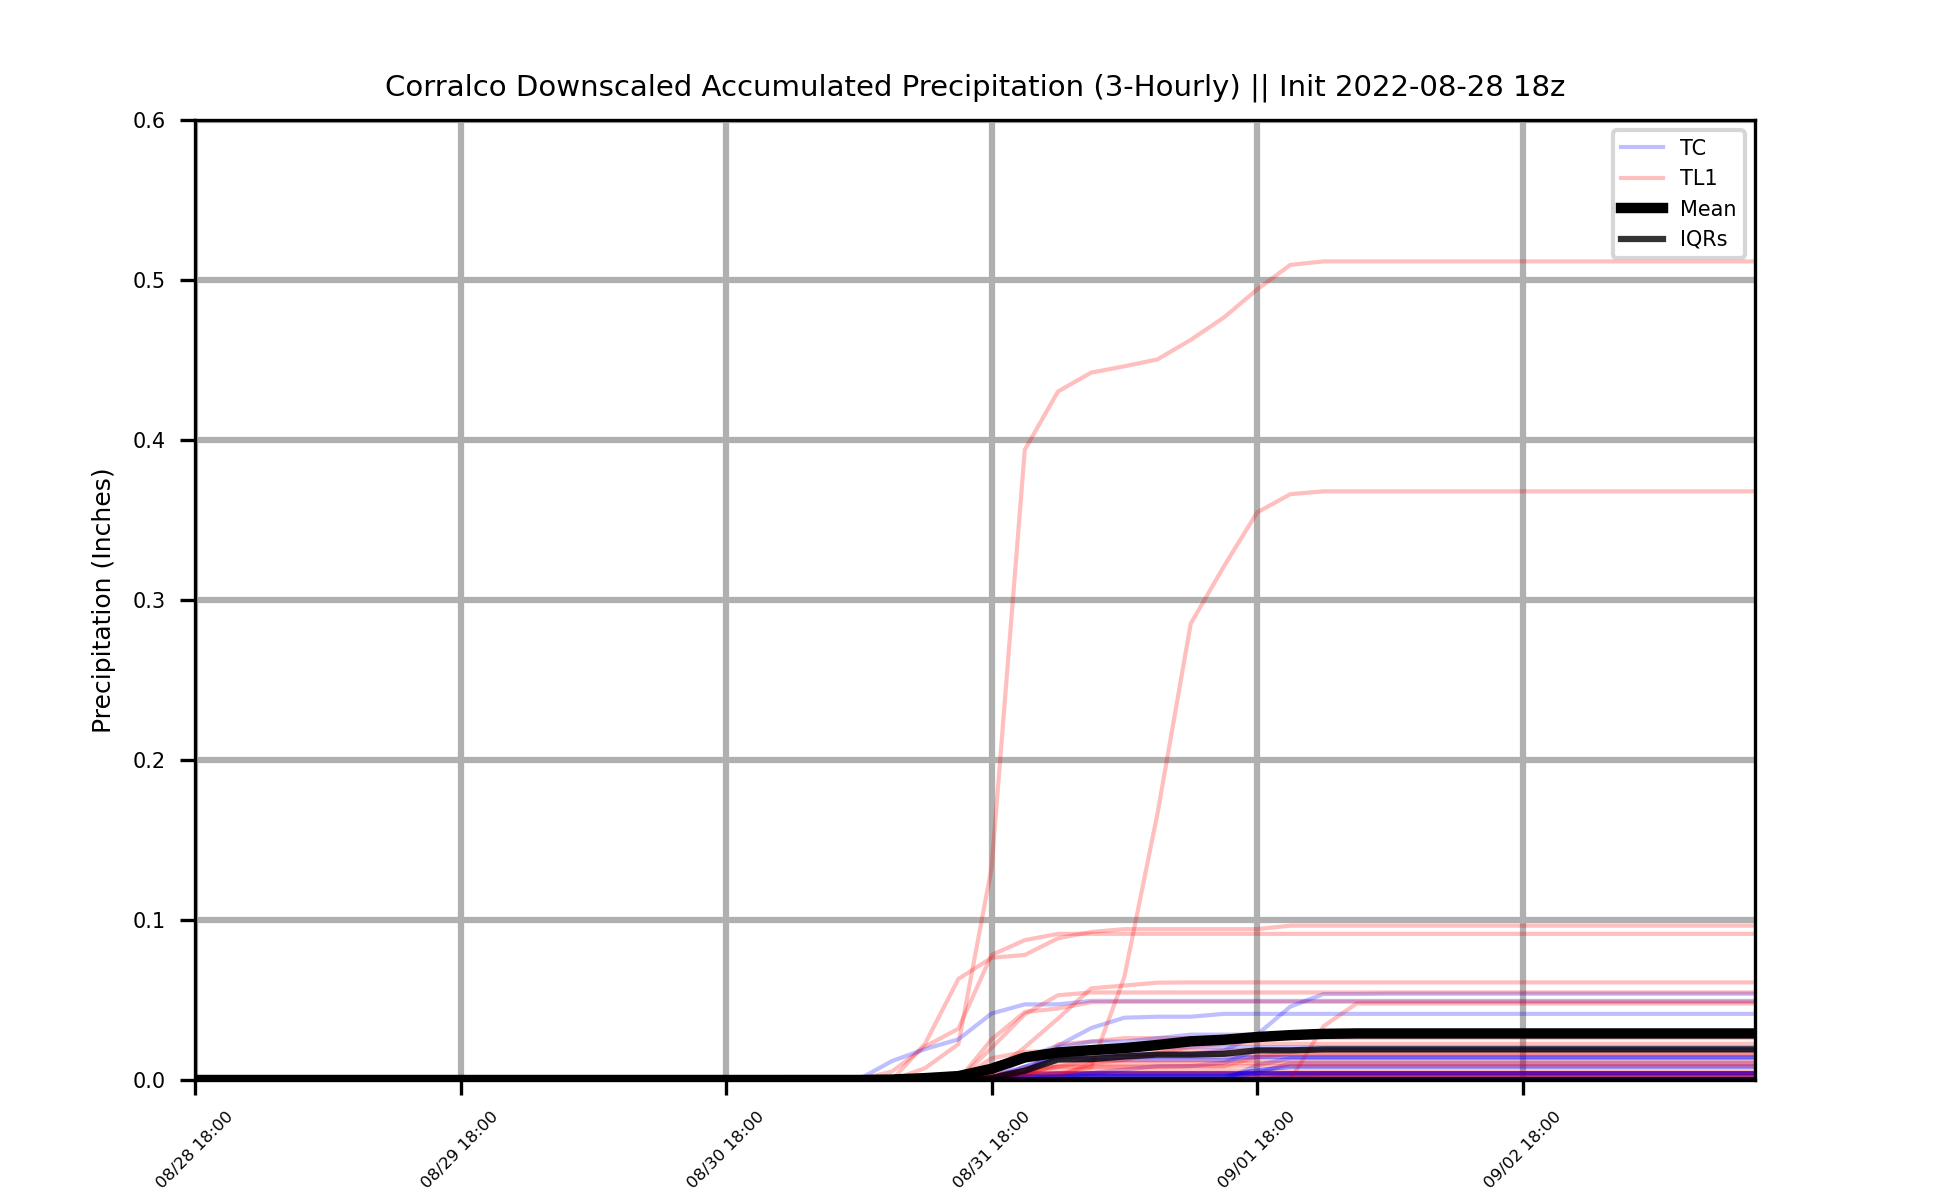 Corralco Downscaled Accumulated Precipitation (3-Hourly) || Init 2022-08-28 18z
TC
TL1
Mean
IQRs
Precipitation (Inches)
0.6
0.5
0.4
0.3
0.2
0.1
0.0
08/28 18:00
08/29 18:00
08/30 18:00
08/31 18:00
09/01 18:00
09/02 18:00